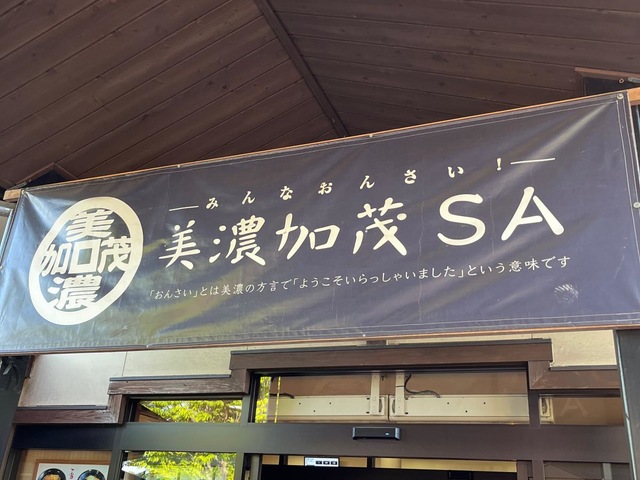 みんなおんさい!
美濃加茂SA
「おんさい」とは美濃の方言で「ようこそいらっしゃいました」という意味です
美
加茂
濃